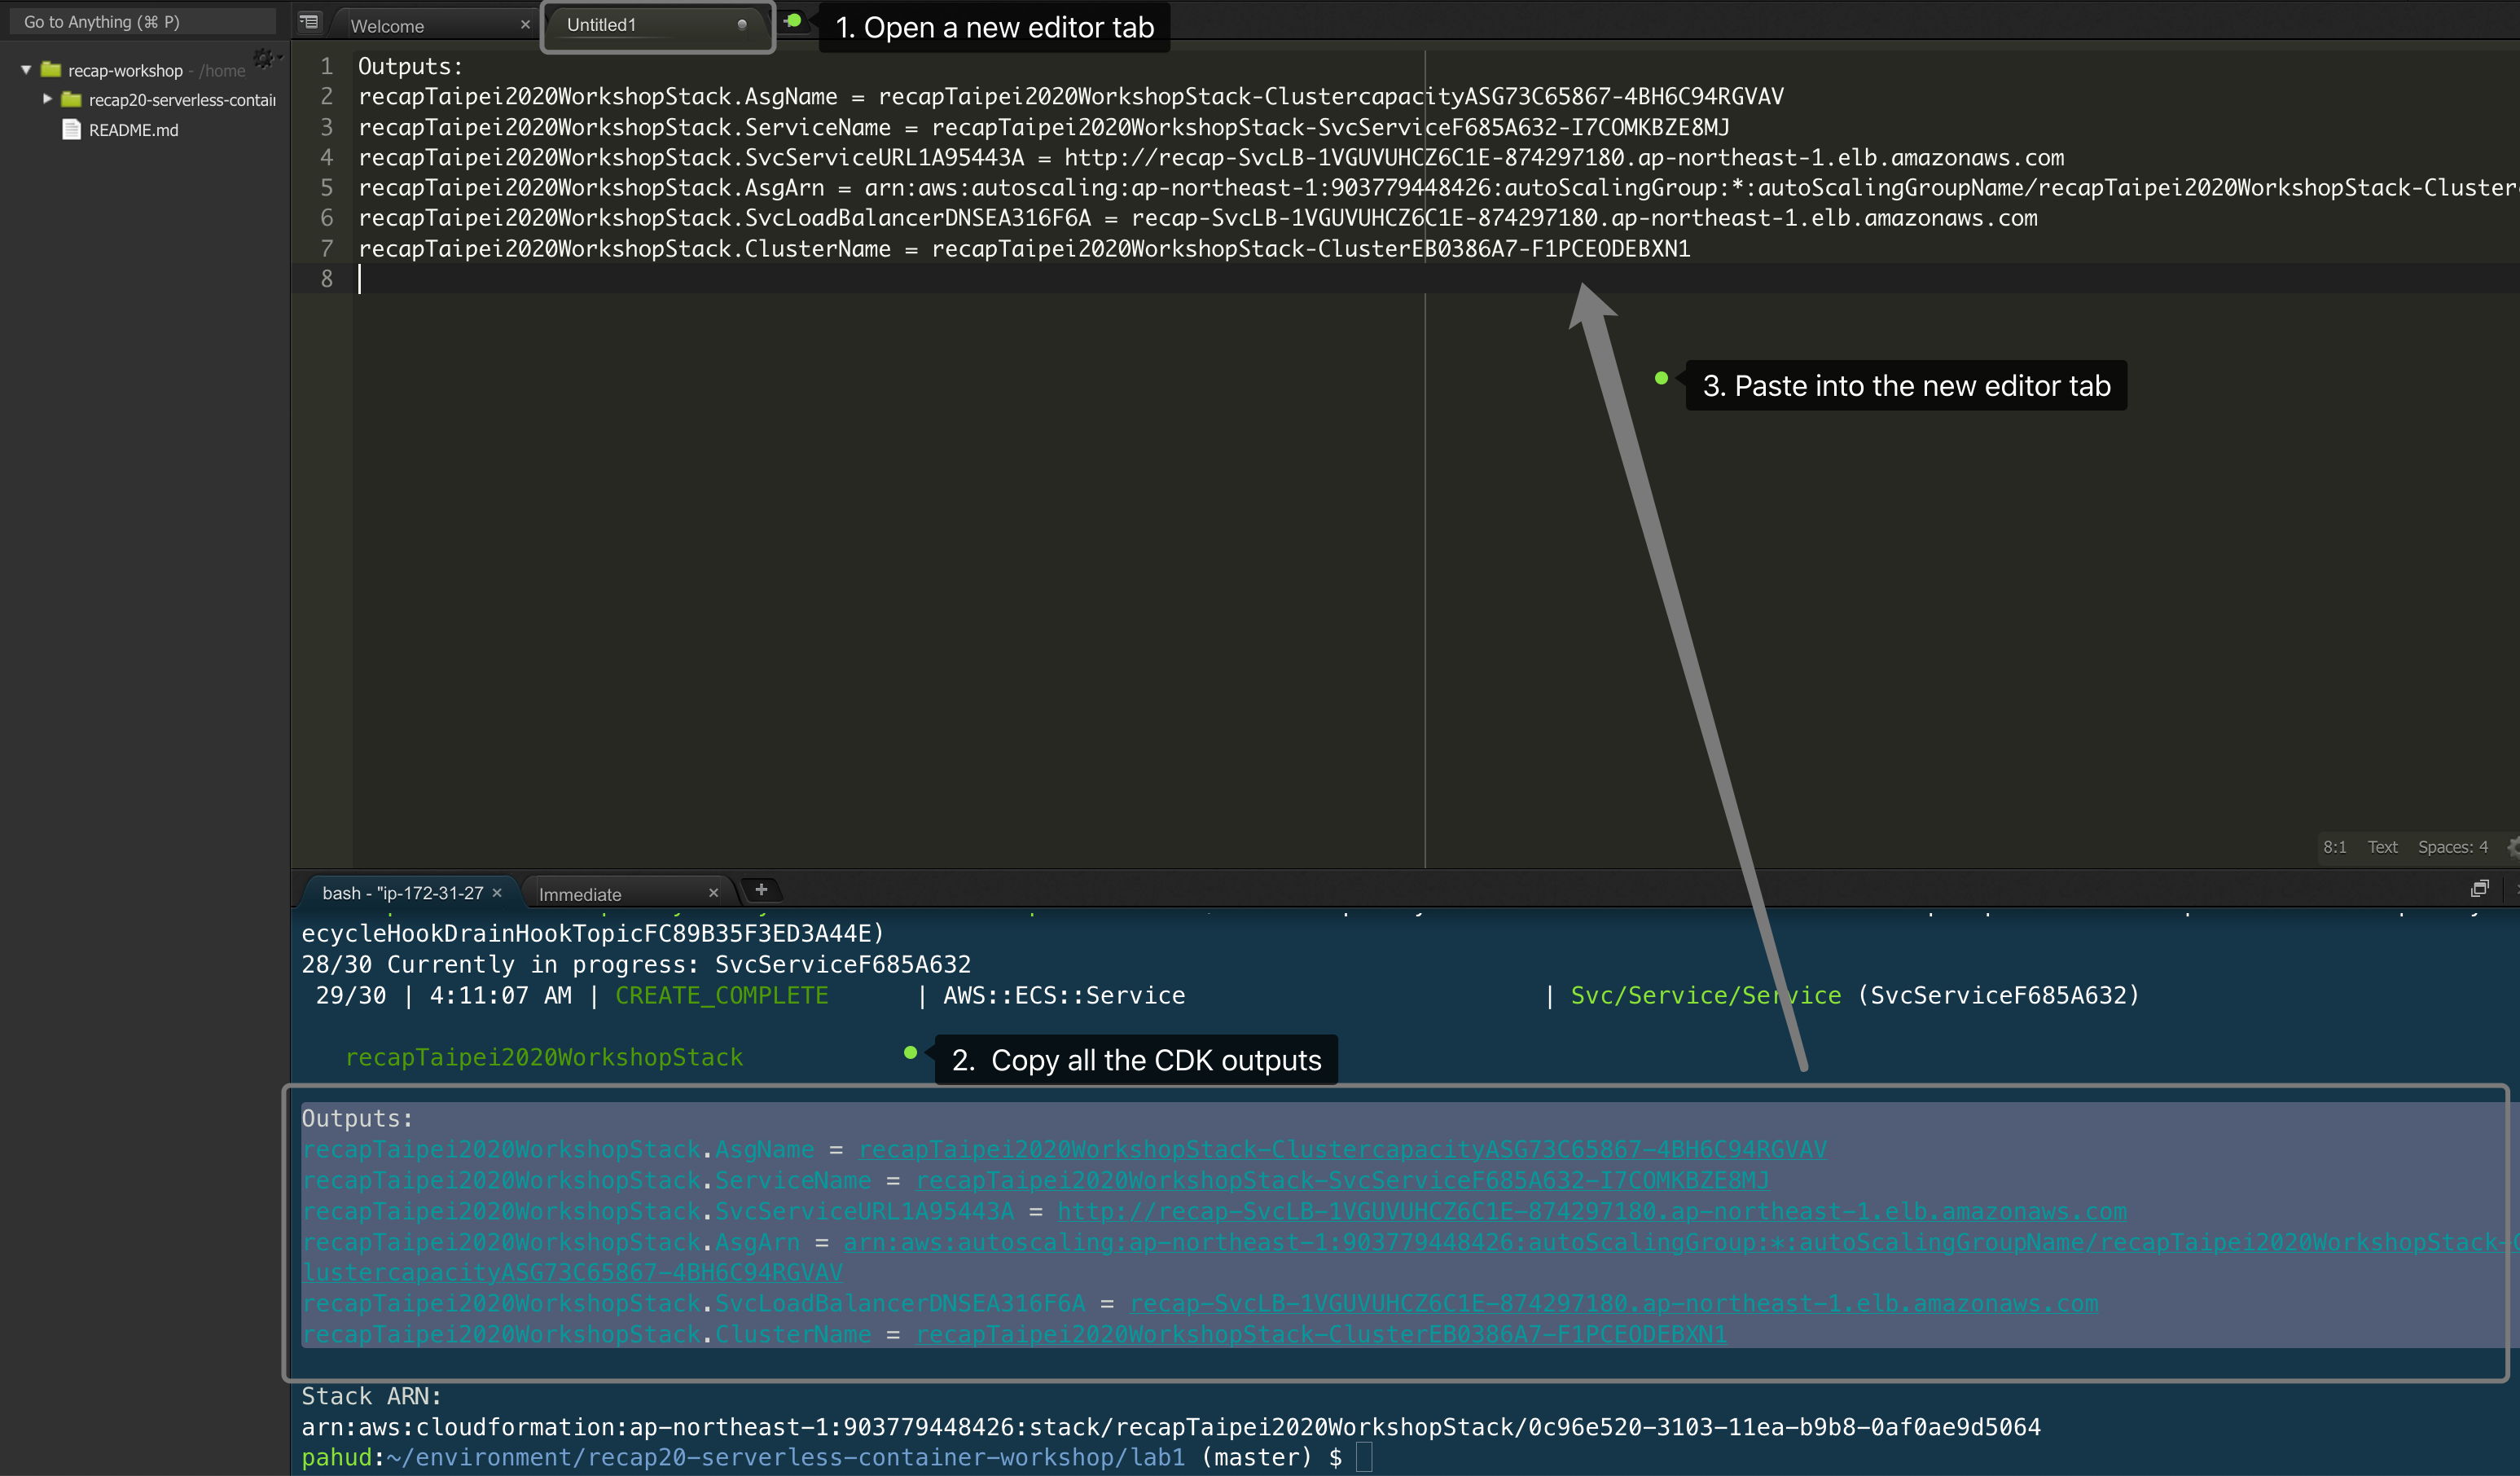 Go to Anything (⌘ P)
Welcome
Untitled1
1. Open a new editor tab
recap-workshop - /home
recap20-serverless-contai
README.md
1 Outputs:
2 recapTaipei2020WorkshopStack.AsgName = recapTaipei2020WorkshopStack-ClustercapacityASG73C65867-4BH6C94RGVAV
3 recapTaipei2020WorkshopStack.ServiceName = recapTaipei2020WorkshopStack-SvcServiceF685A632-I7COMKBZE8MJ
4 recapTaipei2020WorkshopStack.SvcServiceURL1A95443A = http://recap-SvcLB-1VGUVUHCZ6C1E-874297180.ap-northeast-1.elb.amazonaws.com
5 recapTaipei2020WorkshopStack.AsgArn = arn:aws:autoscaling:ap-northeast-1:903779448426:autoScalingGroup:*:autoScalingGroupName/recapTaipei2020WorkshopStack-Cluster
6 recapTaipei2020WorkshopStack.SvcLoadBalancerDNSEA316F6A = recap-SvcLB-1VGUVUHCZ6C1E-874297180.ap-northeast-1.elb.amazonaws.com
7 recapTaipei2020WorkshopStack.ClusterName = recapTaipei2020WorkshopStack-ClusterEB0386A7-F1PCEODEBXN1
8
3. Paste into the new editor tab
8:1 Text Spaces: 4
bash - "ip-172-31-27
Immediate
ecycleHookDrainHookTopicFC89B35F3ED3A44E)
28/30 Currently in progress: SvcServiceF685A632
29/30 | 4:11:07 AM | CREATE_COMPLETE | AWS::ECS::Service | Svc/Service/Service (SvcServiceF685A632)
recapTaipei2020WorkshopStack
2. Copy all the CDK outputs
Outputs:
recapTaipei2020WorkshopStack.AsgName = recapTaipei2020WorkshopStack-ClustercapacityASG73C65867-4BH6C94RGVAV
recapTaipei2020WorkshopStack.ServiceName = recapTaipei2020WorkshopStack-SvcServiceF685A632-I7COMKBZE8MJ
recapTaipei2020WorkshopStack.SvcServiceURL1A95443A = http://recap-SvcLB-1VGUVUHCZ6C1E-874297180.ap-northeast-1.elb.amazonaws.com
recapTaipei2020WorkshopStack.AsgArn = arn:aws:autoscaling:ap-northeast-1:903779448426:autoScalingGroup:*:autoScalingGroupName/recapTaipei2020WorkshopStack-C
lustercapacityASG73C65867-4BH6C94RGVAV
recapTaipei2020WorkshopStack.SvcLoadBalancerDNSEA316F6A = recap-SvcLB-1VGUVUHCZ6C1E-874297180.ap-northeast-1.elb.amazonaws.com
recapTaipei2020WorkshopStack.ClusterName = recapTaipei2020WorkshopStack-ClusterEB0386A7-F1PCEODEBXN1
Stack ARN:
arn:aws:cloudformation:ap-northeast-1:903779448426:stack/recapTaipei2020WorkshopStack/0c96e520-3103-11ea-b9b8-0af0ae9d5064
pahud:~/environment/recap20-serverless-container-workshop/lab1 (master) $